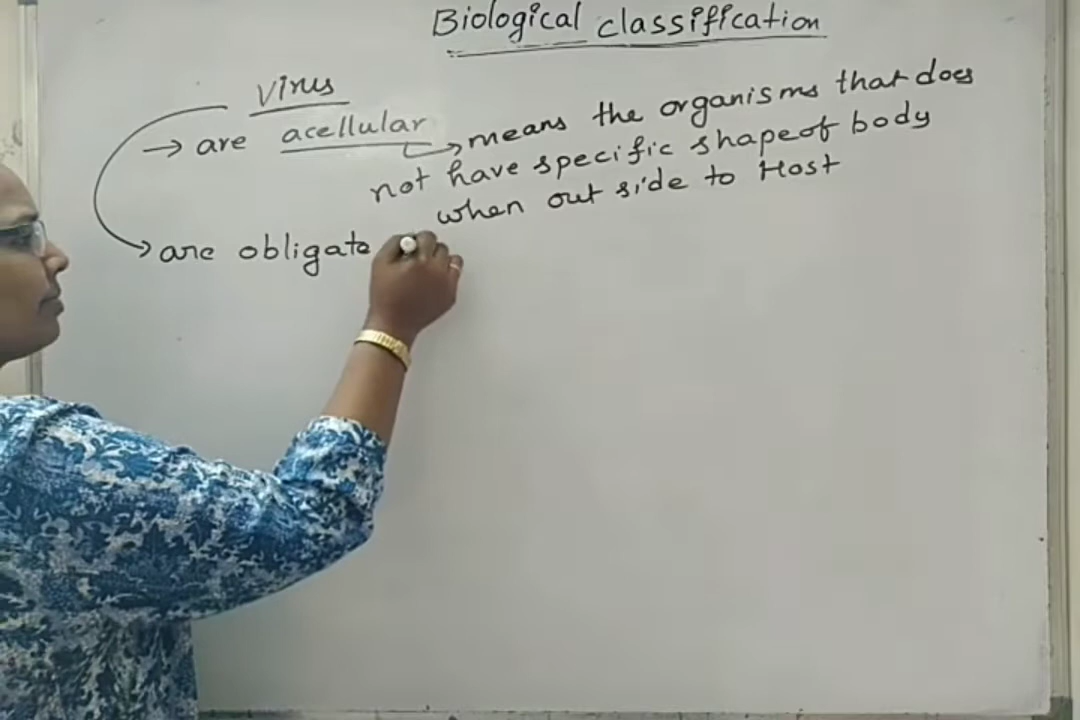 Biological classification
Virus
→ are acellular
→ means the organisms that does
not have specific shape of body
when out side to Host
→ are obligate